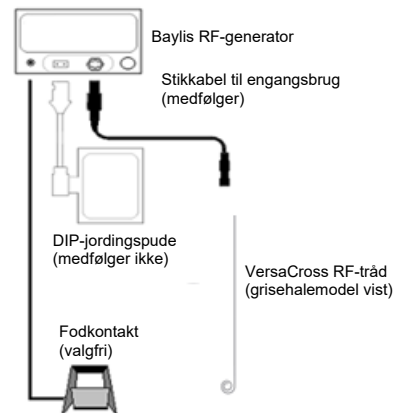 Baylis RF-generator
Stikkabel til engangsbrug
(medfølger)
DIP-jordingspude
(medfølger ikke)
VersaCross RF-tråd
(grisehalemodel vist)
Fodkontakt
(valgfri)